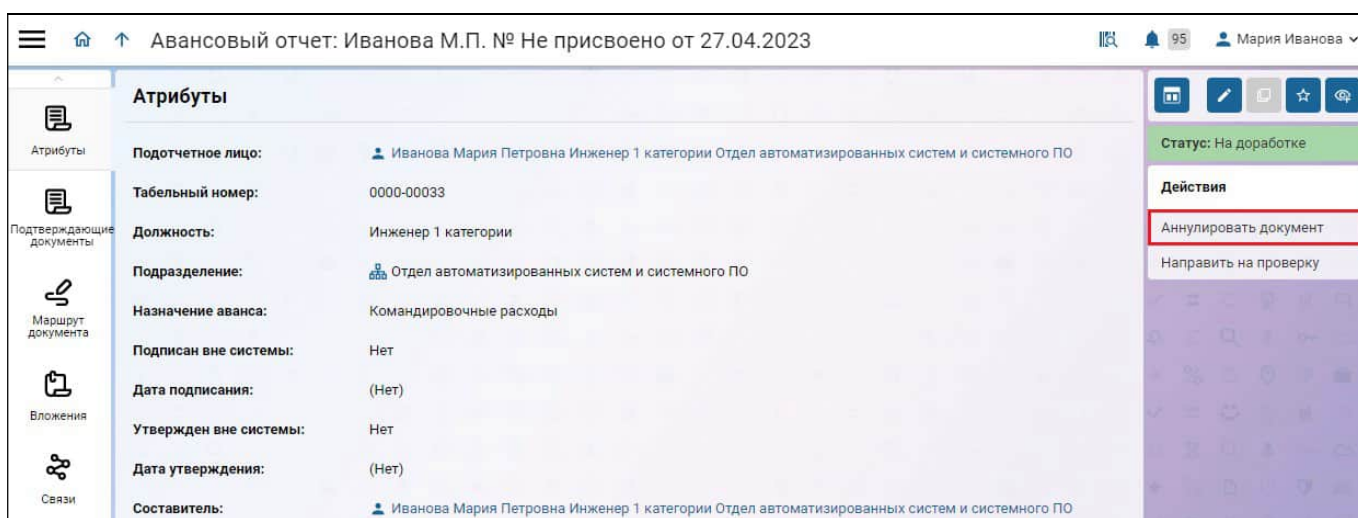 Авансовый отчет: Иванова М.П. № Не присвоено от 27.04.2023
95
Мария Иванова
Атрибуты
Подтверждающие
документы
Маршрут
документа
Вложения
Связи
Атрибуты
Подотчетное лицо: Иванова Мария Петровна Инженер 1 категории Отдел автоматизированных систем и системного ПО
Табельный номер: 0000-00033
Должность: Инженер 1 категории
Подразделение: Отдел автоматизированных систем и системного ПО
Назначение аванса: Командировочные расходы
Подписан вне системы: Нет
Дата подписания: (Нет)
Утвержден вне системы: Нет
Дата утверждения: (Нет)
Составитель: Иванова Мария Петровна Инженер 1 категории Отдел автоматизированных систем и системного ПО
Статус: На доработке
Действия
Аннулировать документ
Направить на проверку